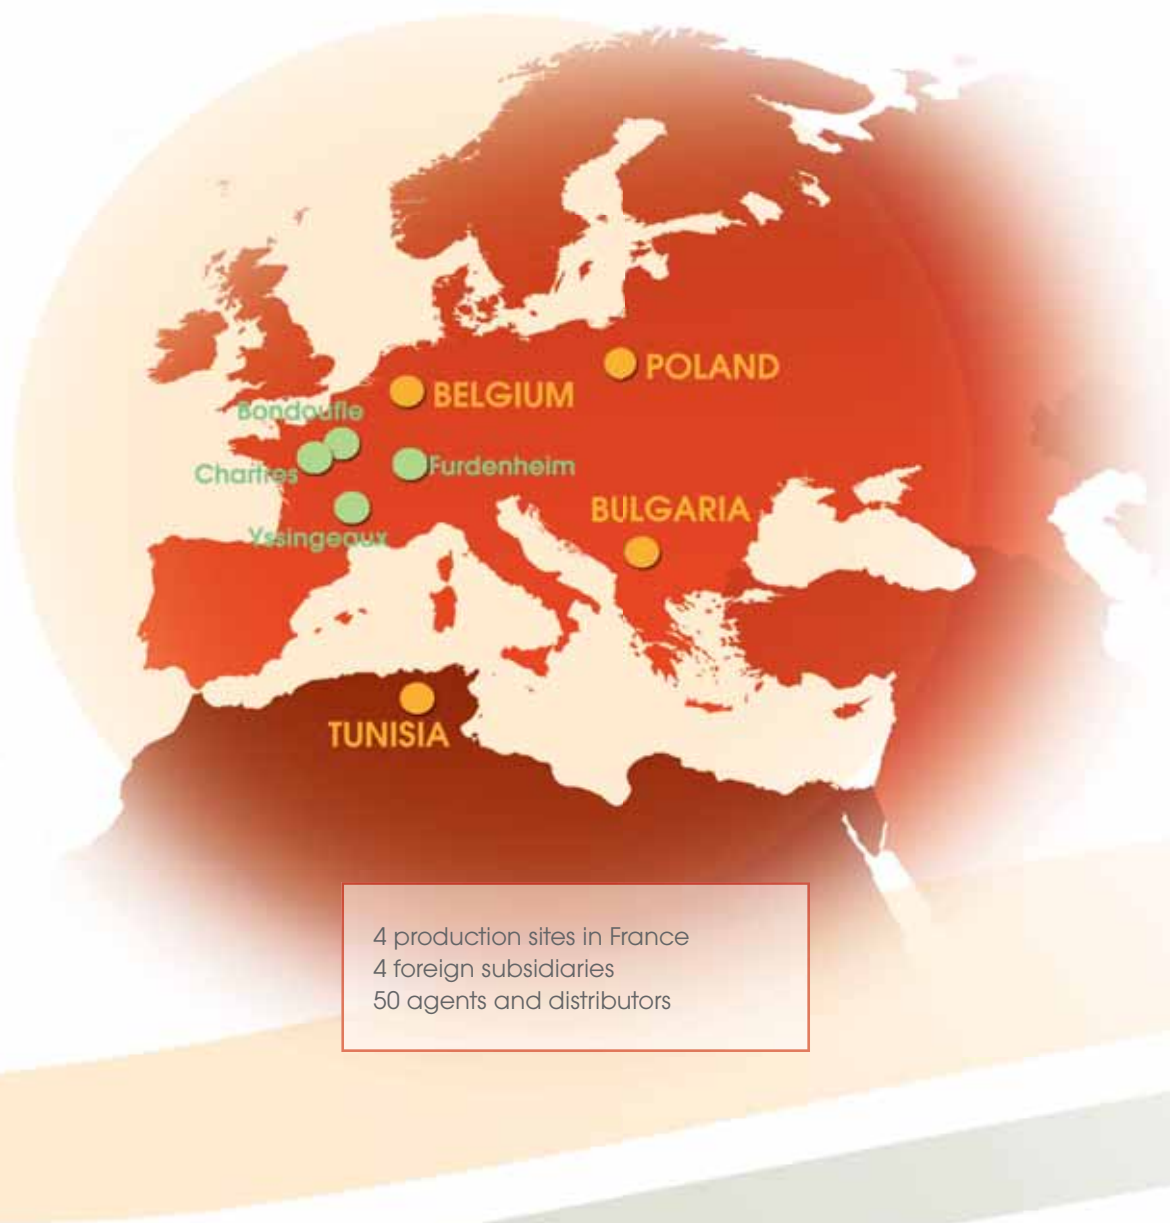 POLAND
BELGIUM
Bondoufle
Chartres
Furdenheim
BULGARIA
Yssingeaux
TUNISIA
4 production sites in France
4 foreign subsidiaries
50 agents and distributors